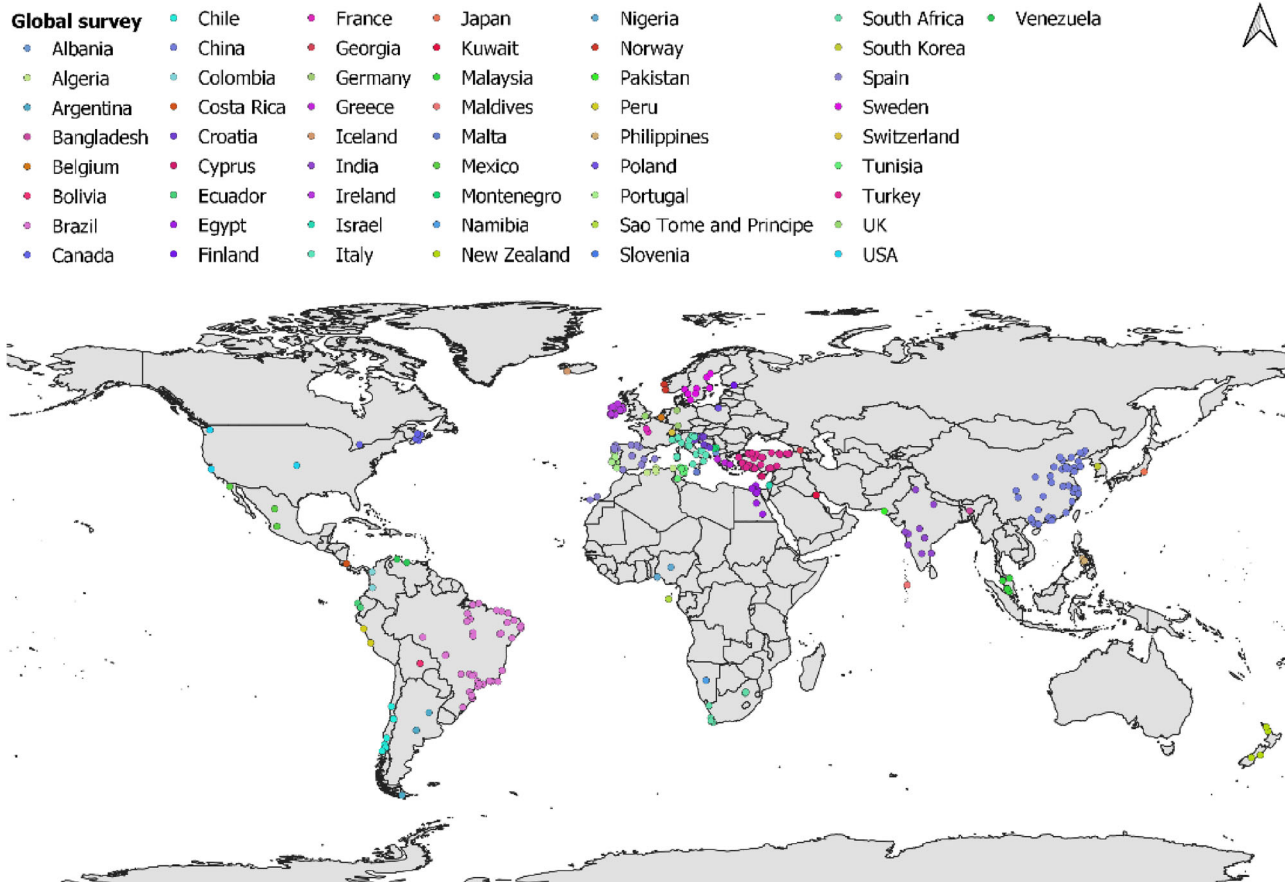 Global survey
Albania
Algeria
Argentina
Bangladesh
Belgium
Bolivia
Brazil
Canada
Chile
China
Colombia
Costa Rica
Croatia
Cyprus
Ecuador
Egypt
Finland
France
Georgia
Germany
Greece
Iceland
India
Ireland
Israel
Italy
Japan
Kuwait
Malaysia
Maldives
Malta
Mexico
Montenegro
Namibia
New Zealand
Nigeria
Norway
Pakistan
Peru
Philippines
Poland
Portugal
Sao Tome and Principe
Slovenia
South Africa
South Korea
Spain
Sweden
Switzerland
Tunisia
Turkey
UK
USA
Venezuela